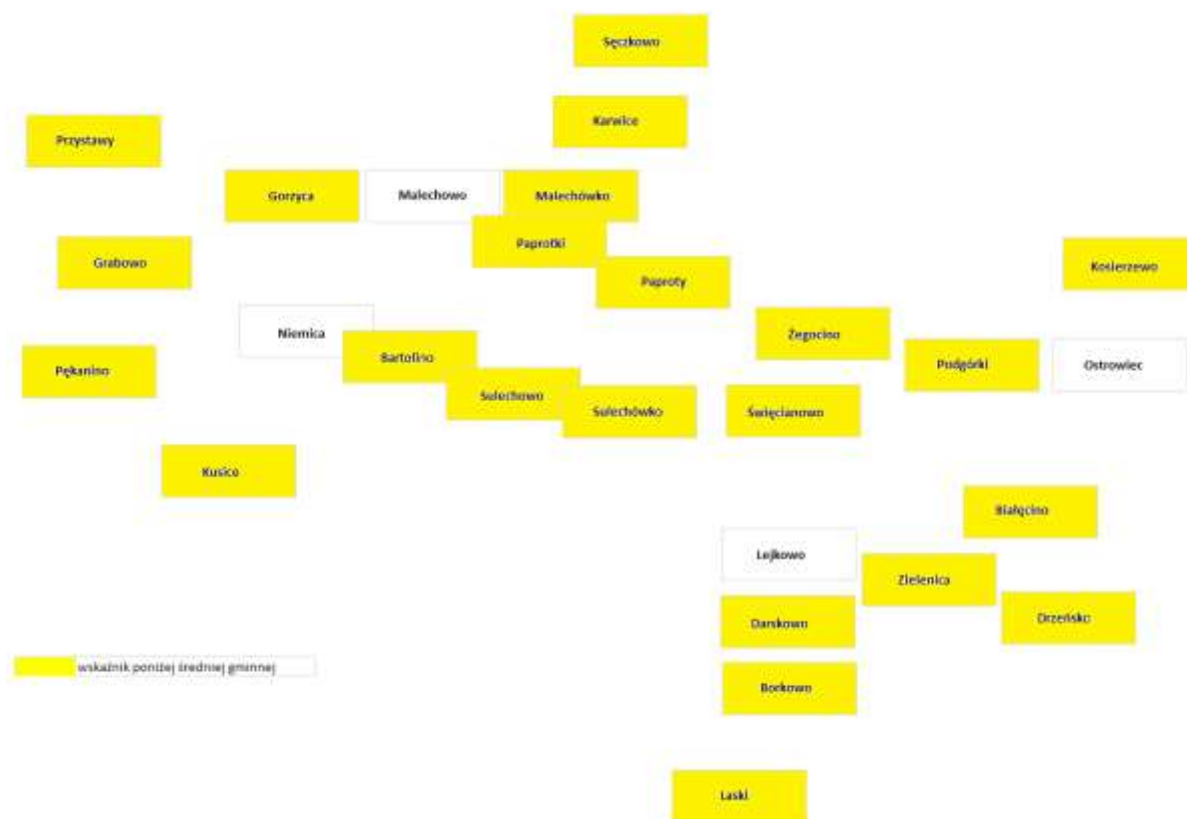 Sęczkowo
Karwice
Przystawy
Gorzyca
Malechowo
Malechówko
Paprotki
Grabowo
Paproty
Kosierzewo
Niemica
Żegocino
Bartolino
Podgórki
Ostrowiec
Pękanino
Sulechowo
Sulechówko
Święcianowo
Kusice
Białęcino
Lejkowo
Zielenica
Darskowo
Drzeńsko
wskaźnik poniżej średniej gminnej
Borkowo
Laski